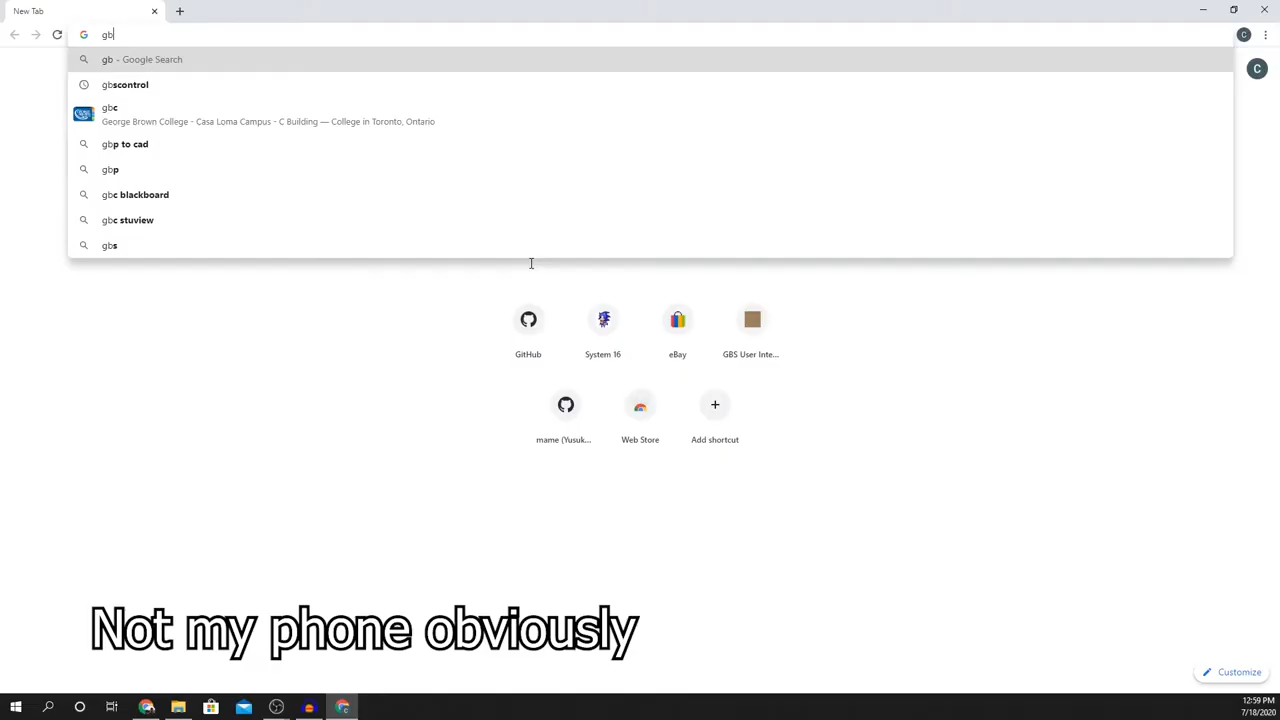 New Tab
gb
gb - Google Search
gbscontrol
gbc
George Brown College - Casa Loma Campus - C Building — College in Toronto, Ontario
gbp to cad
gbp
gbc blackboard
gbc stuview
gbs
C
C
GitHub
System 16
eBay
GBS User Inte...
mame (Yusuk...
Web Store
Add shortcut
Not my phone obviously
Customize
12:59 PM
7/18/2020